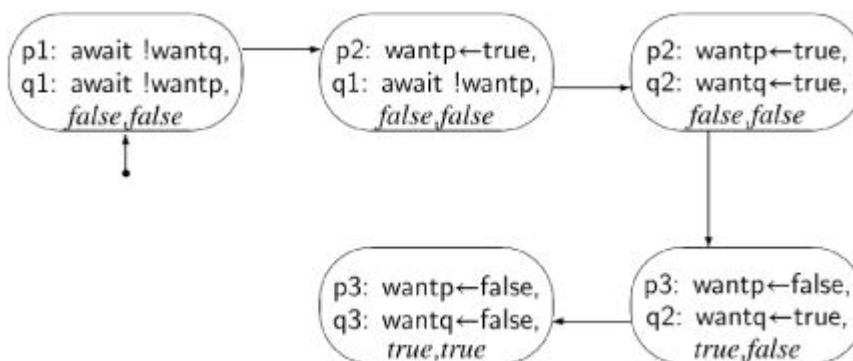 p1: await !wantq,
q1: await !wantp,
false,false
p2: wantp←true,
q1: await !wantp,
false,false
p2: wantp←true,
q2: wantq←true,
false,false
p3: wantp←false,
q3: wantq←false,
true,true
p3: wantp←false,
q2: wantq←true,
true,false